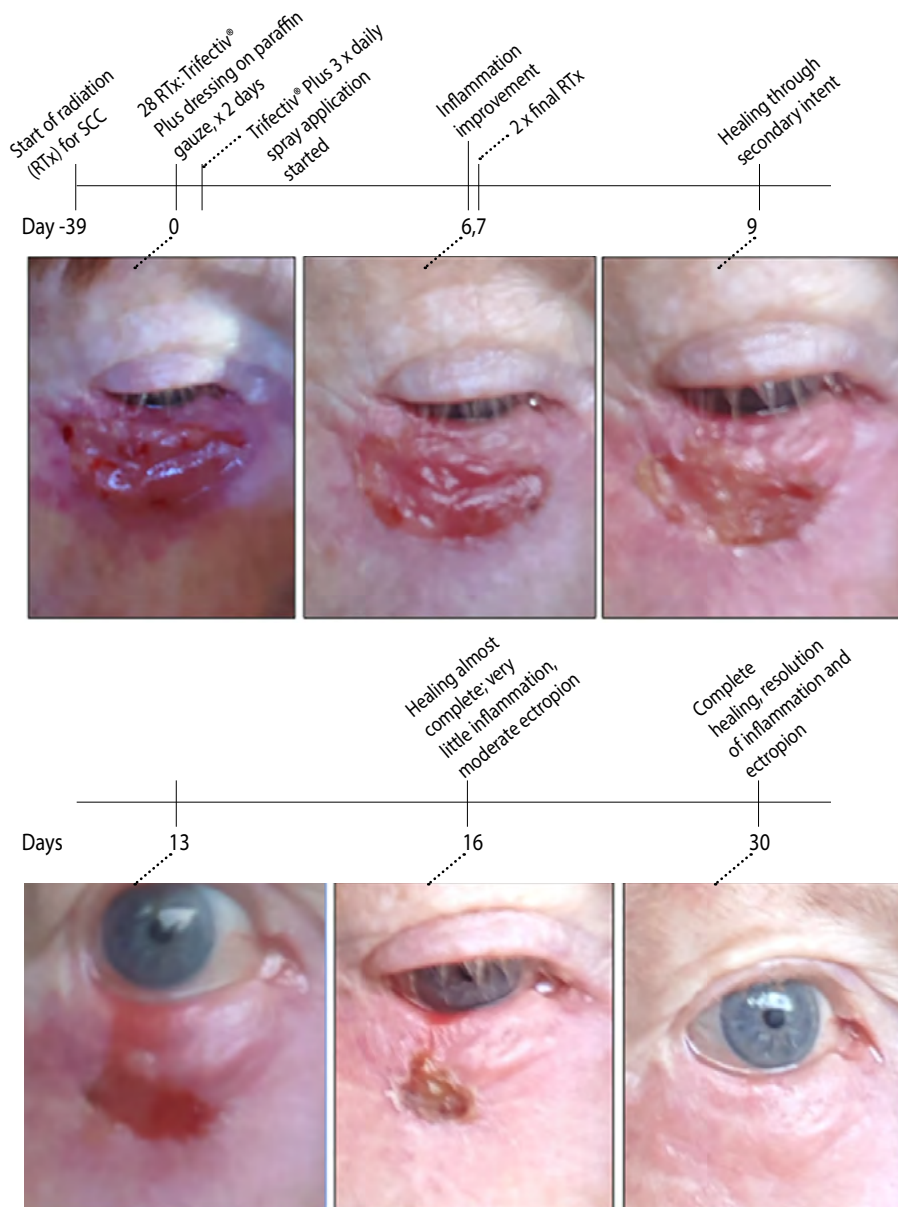 Start of radiation
(RTx) for SCC
28 RTx: Trifectiv®
Plus dressing on paraffin
gauze, x 2 days
Trifectiv® Plus 3 x daily
spray application
started
Inflammation
improvement
2 x final RTx
Healing through
secondary intent
Day -39
0
6,7
9
Healing almost
complete; very
little inflammation,
moderate ectropion
Complete
healing, resolution
of inflammation and
ectropion
Days
13
16
30